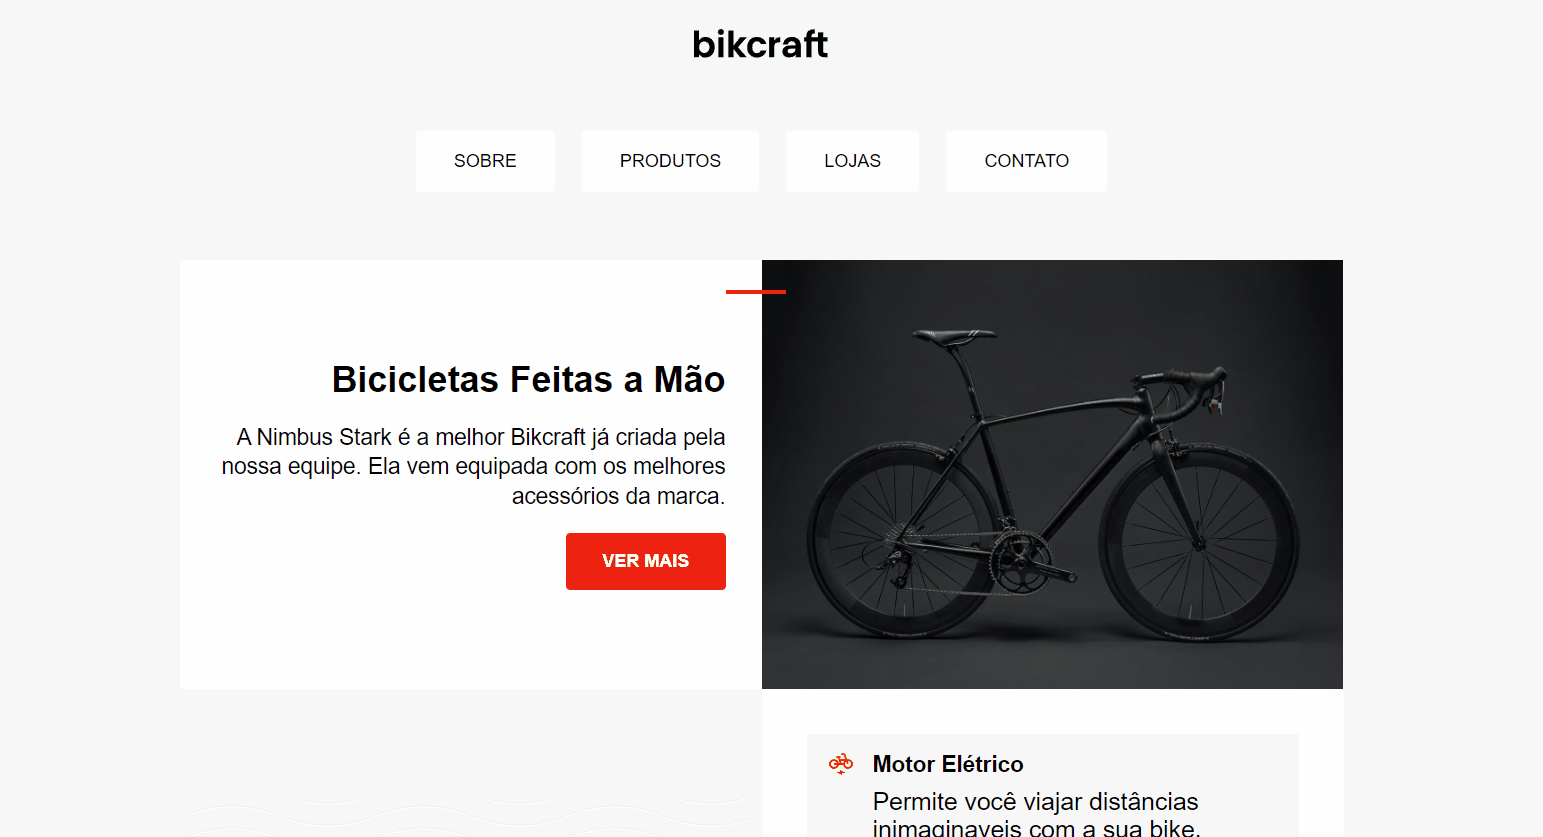 bikcraft
SOBRE
PRODUTOS
LOJAS
CONTATO
Bicicletas Feitas a Mão
A Nimbus Stark é a melhor Bikcraft já criada pela
nossa equipe. Ela vem equipada com os melhores
acessórios da marca.
VER MAIS
Motor Elétrico
Permite você viajar distâncias
inimaginaveis com a sua bike.